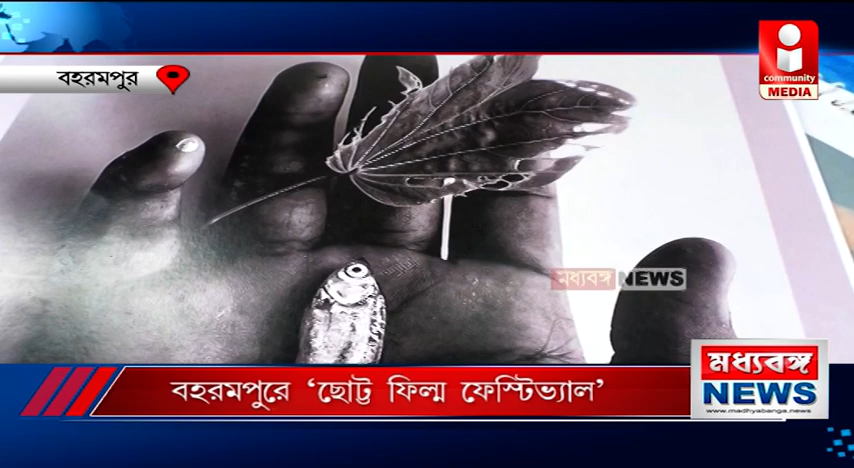 বহরমপুর
i
community
MEDIA
মধ্যবঙ্গ NEWS
বহরমপুরে ‘ছোট্ট ফিল্ম ফেস্টিভ্যাল’
মধ্যবঙ্গ
NEWS
www.madhyabanga.news